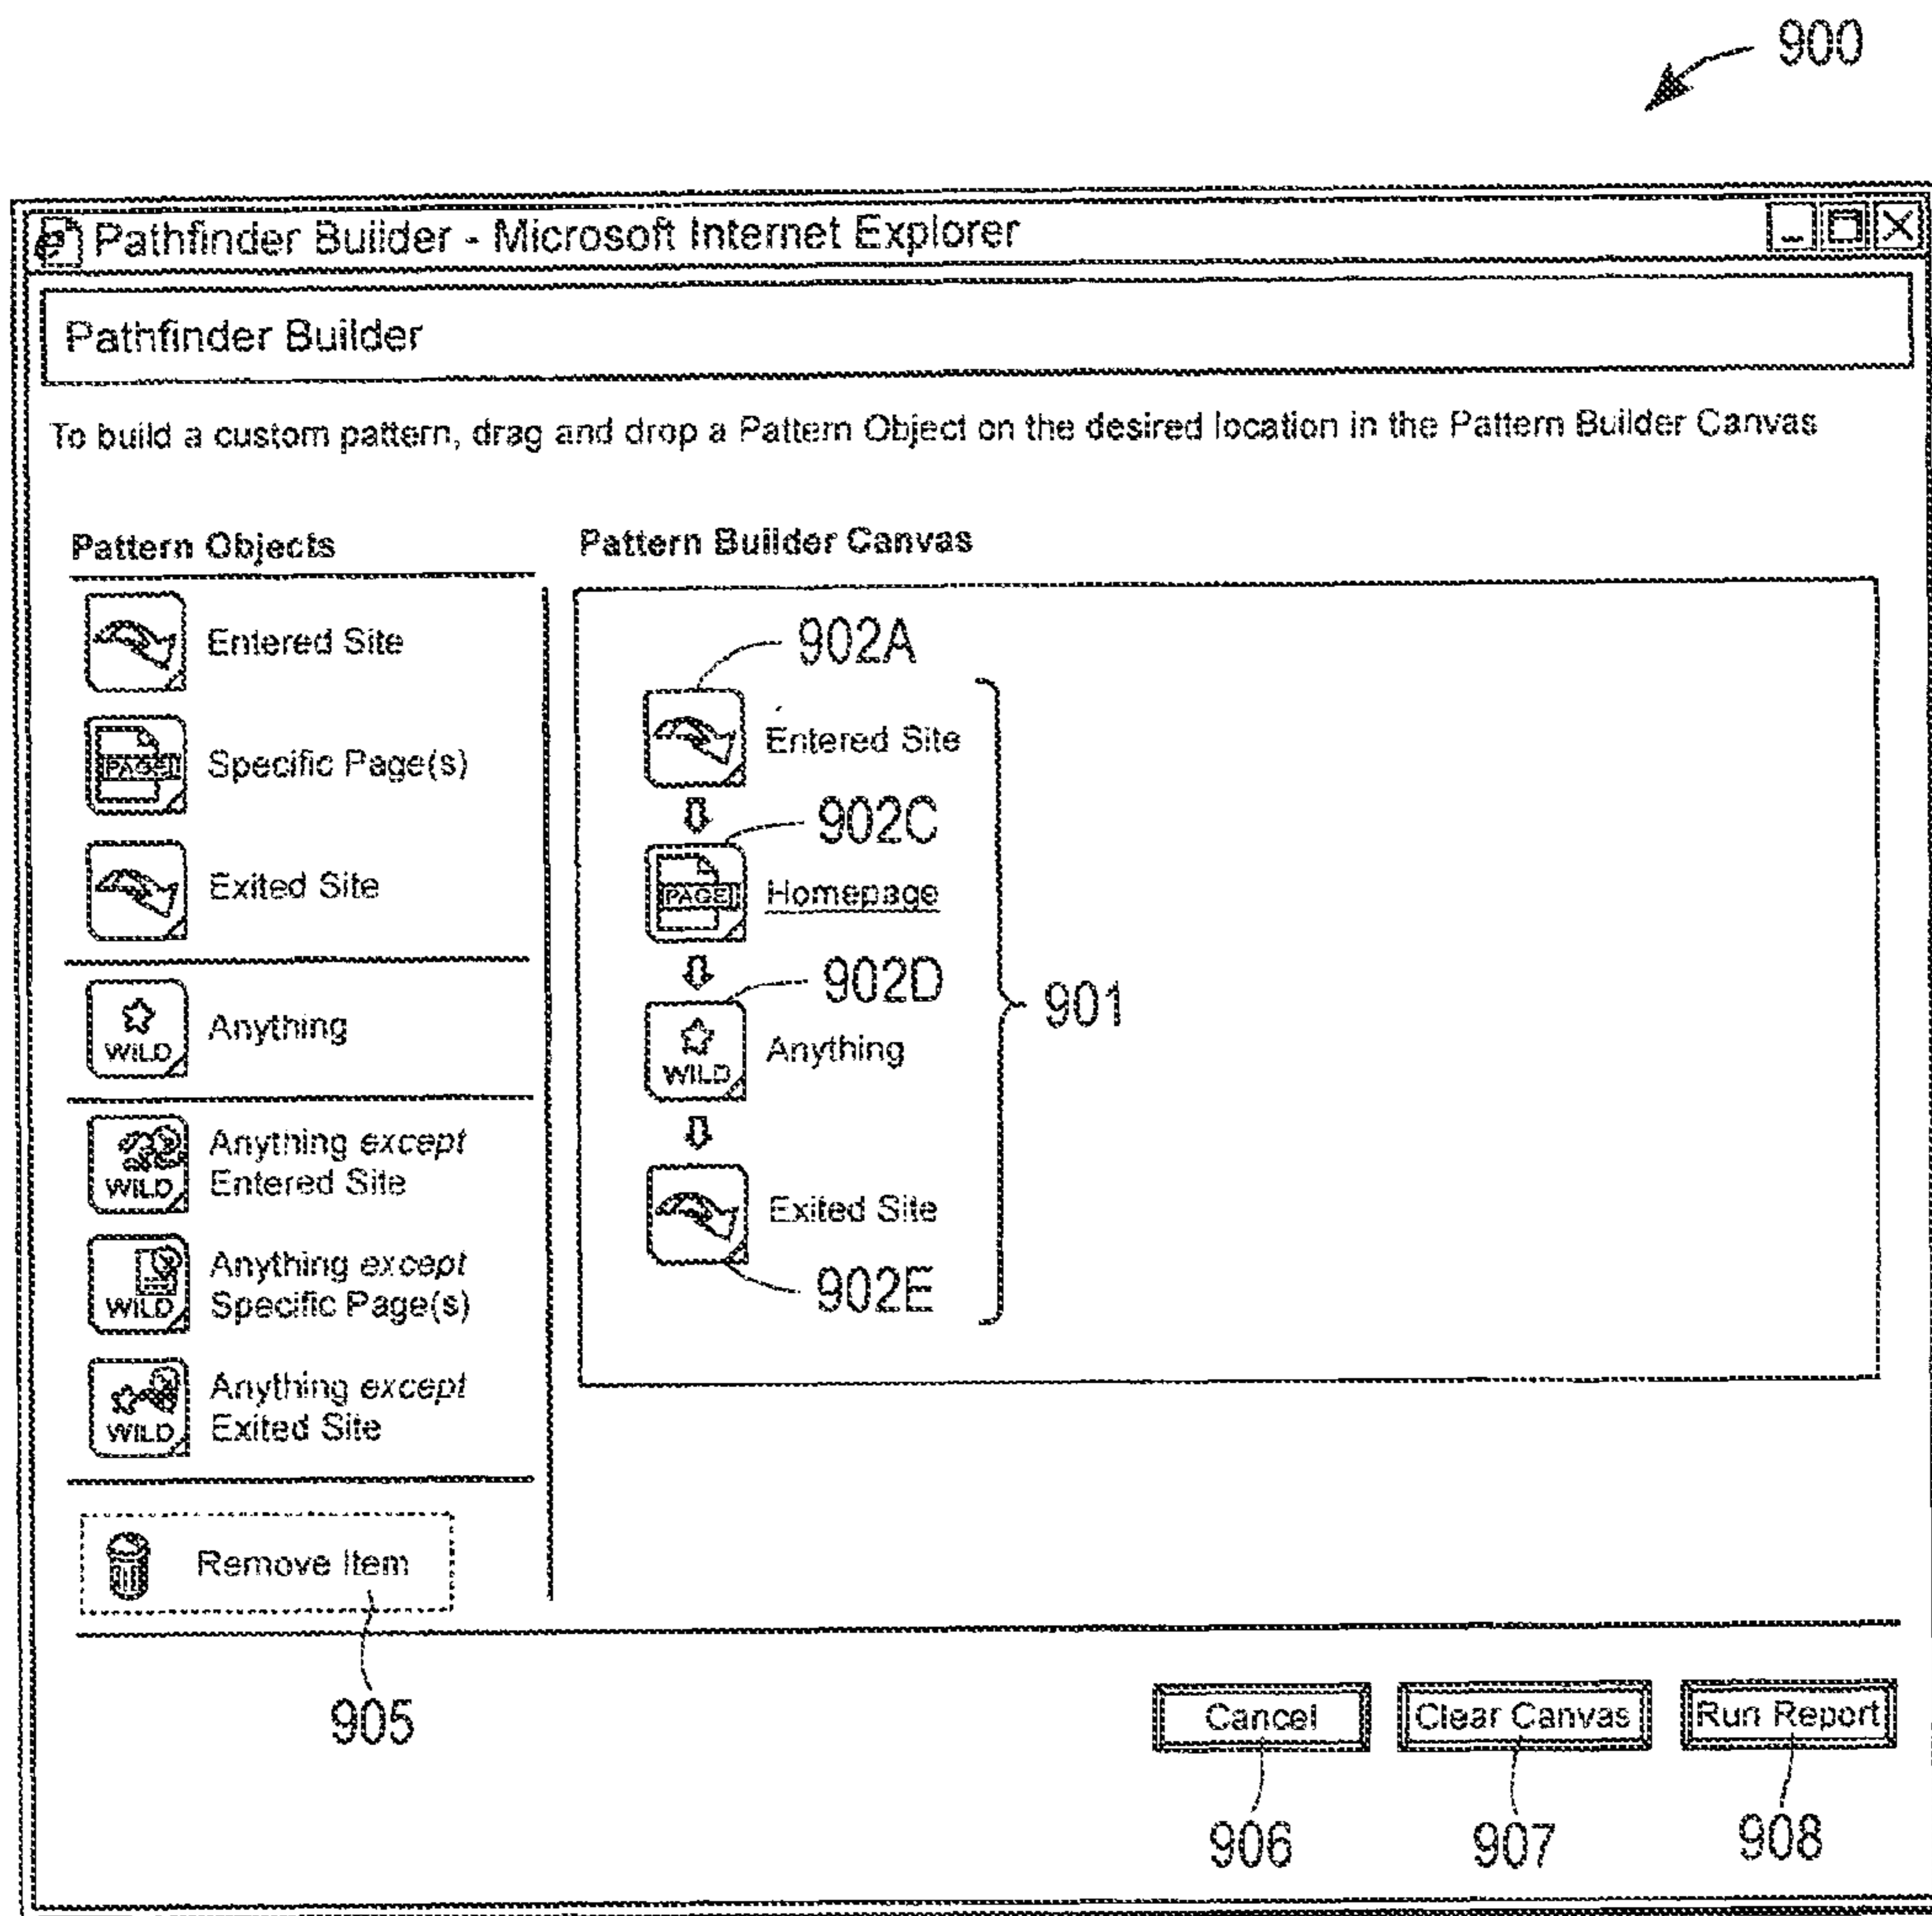 900
Pathfinder Builder - Microsoft Internet Explorer
Pathfinder Builder
To build a custom pattern, drag and drop a Pattern Object on the desired location in the Pattern Builder Canvas
Pattern Objects
Entered Site
PAGE
Specific Page(s)
Exited Site
WILD
Anything
WILD
Anything except
Entered Site
WILD
Anything except
Specific Page(s)
WILD
Anything except
Exited Site
Remove Item
905
Pattern Builder Canvas
902A
Entered Site
902C
PAGE
Homepage
902D
WILD
Anything
Exited Site
902E
901
Cancel
Clear Canvas
Run Report
906
907
908